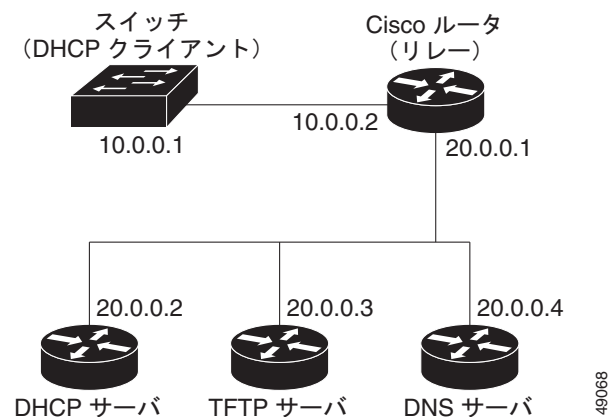 スイッチ
（DHCP クライアント）
Cisco ルータ
（リレー）
10.0.0.2
10.0.0.1
20.0.0.1
20.0.0.2
20.0.0.3
20.0.0.4
DHCP サーバ
TFTP サーバ
DNS サーバ
49068